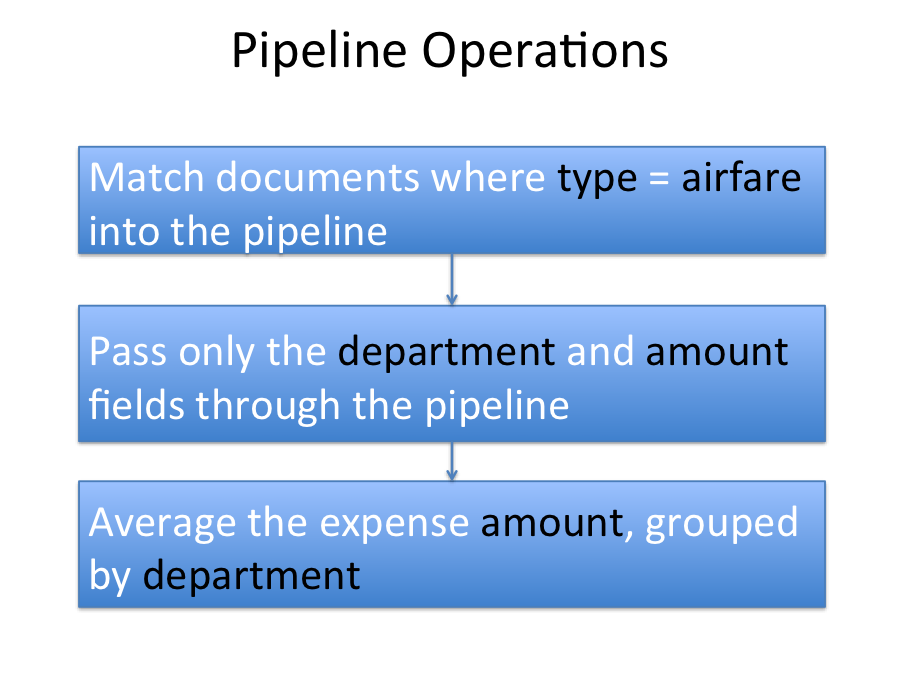 Pipeline Operations
Match documents where type = airfare
into the pipeline
Pass only the department and amount
fields through the pipeline
Average the expense amount, grouped
by department